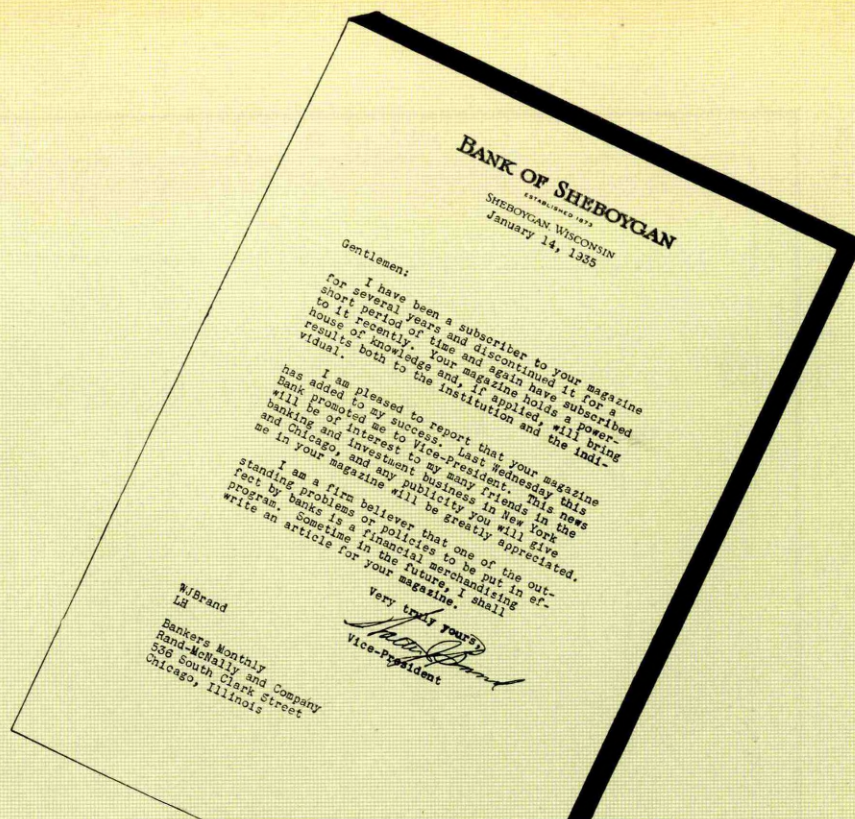 BANK OF SHEBOYGAN
ESTABLISHED 1873
SHEBOYGAN, WISCONSIN
January 14, 1935
Gentlemen:
I have been a subscriber to your magazine
for several years and discontinued it for a
short period of time and again have subscribed
to it recently. Your magazine holds a power-
house of knowledge and, if applied, will bring
results both to the institution and the indi-
vidual.
I am pleased to report that your magazine
has added to my success. Last Wednesday this
Bank promoted me to Vice-President. This news
will be of interest to my many friends in the
banking and investment business in New York
and Chicago, and any publicity you will give
me in your magazine will be greatly appreciated.
I am a firm believer that one of the out-
standing problems or policies to be put in ef-
fect by banks is a financial merchandising
program. Sometime in the future, I shall
write an article for your magazine.
Very truly yours,
Vice-President
WJBrand
LH
Bankers Monthly
Rand-McNally and Company
536 South Clark Street
Chicago, Illinois